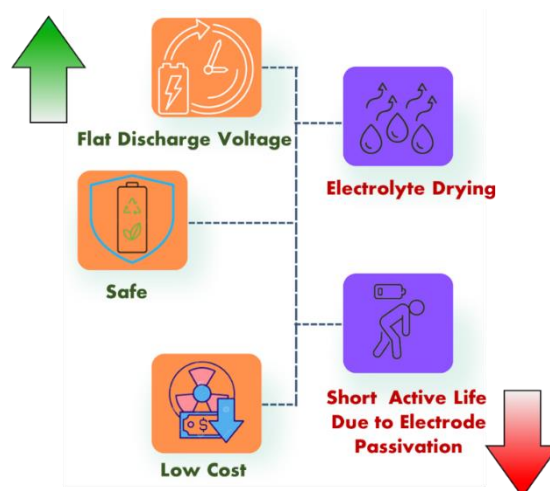 Flat Discharge Voltage
Electrolyte Drying
Safe
Short Active Life
Due to Electrode
Passivation
$
Low Cost